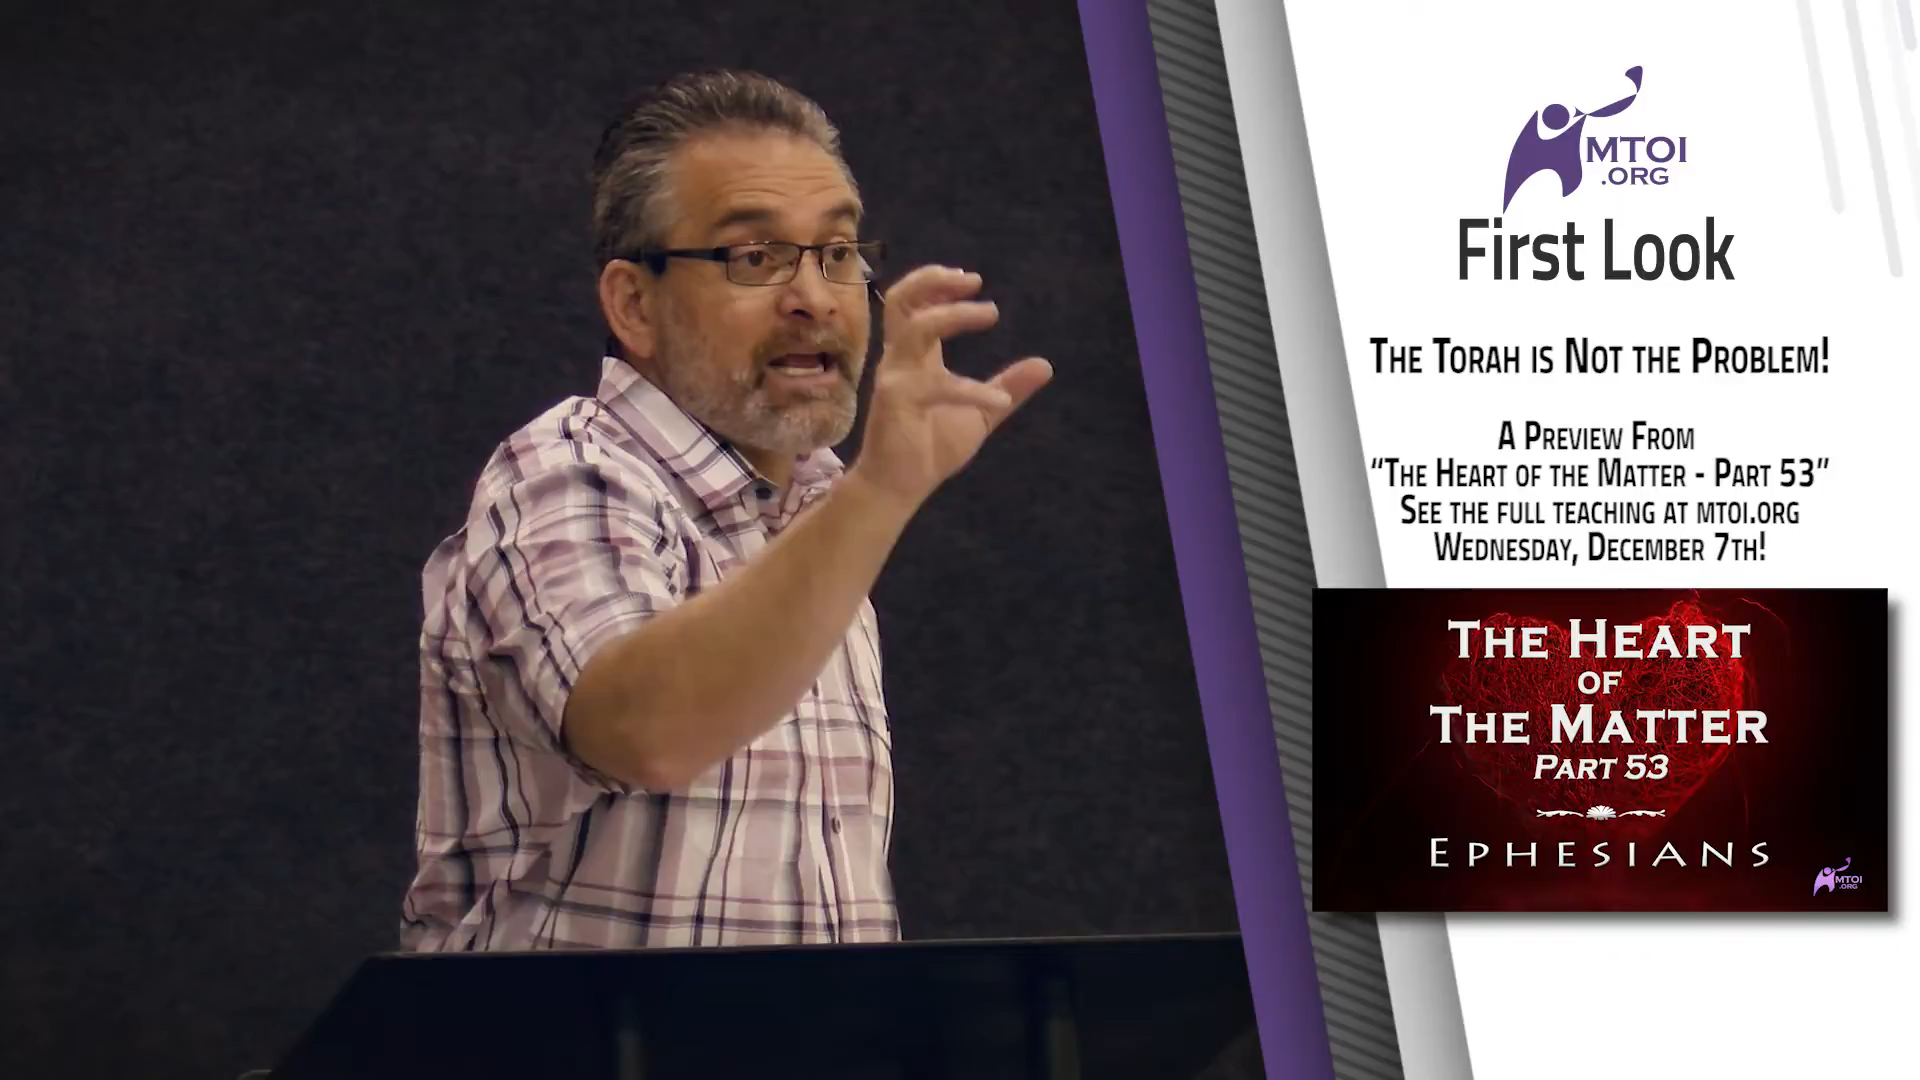 MTOI
.ORG
First Look
The Torah is Not the Problem!
A Preview From
“The Heart of the Matter - Part 53”
See the full teaching at mtoi.org
Wednesday, December 7th!
The Heart
of
The Matter
Part 53
Ephesians
MTOI
.ORG